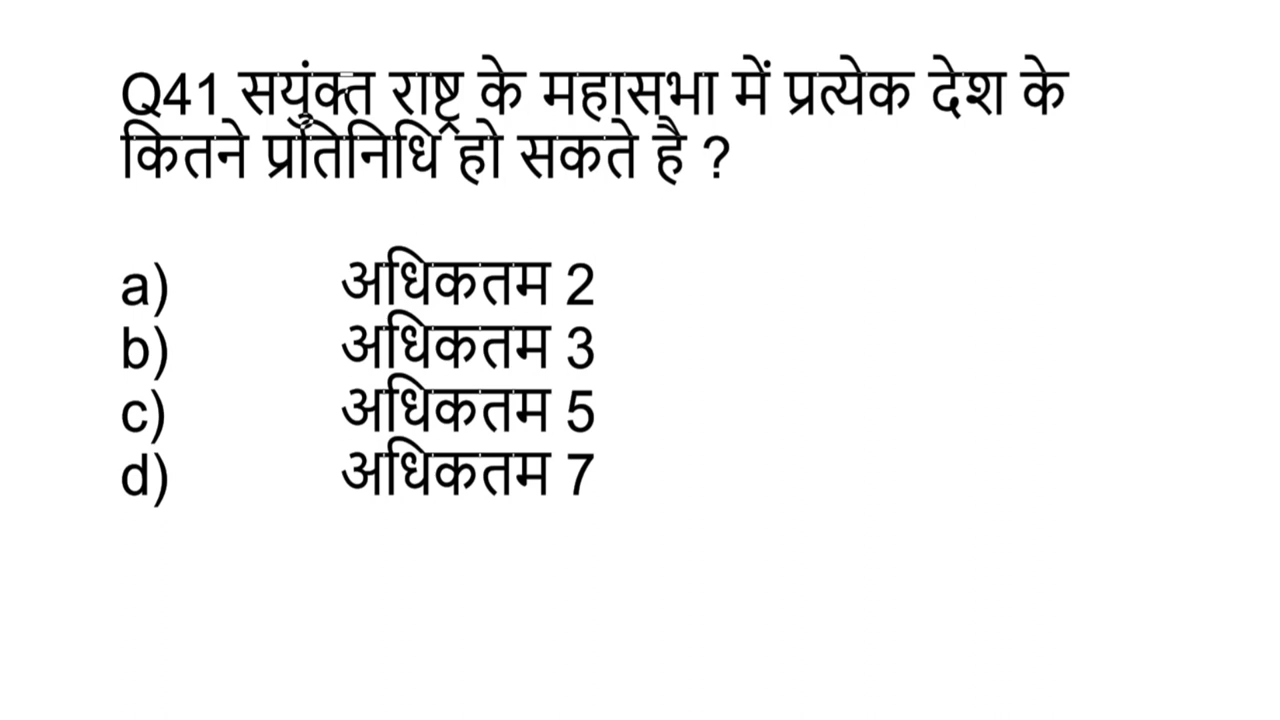 Q41 सयुंक्त राष्ट्र के महासभा में प्रत्येक देश के
कितने प्रतिनिधि हो सकते है ?
a) अधिकतम 2
b) अधिकतम 3
c) अधिकतम 5
d) अधिकतम 7